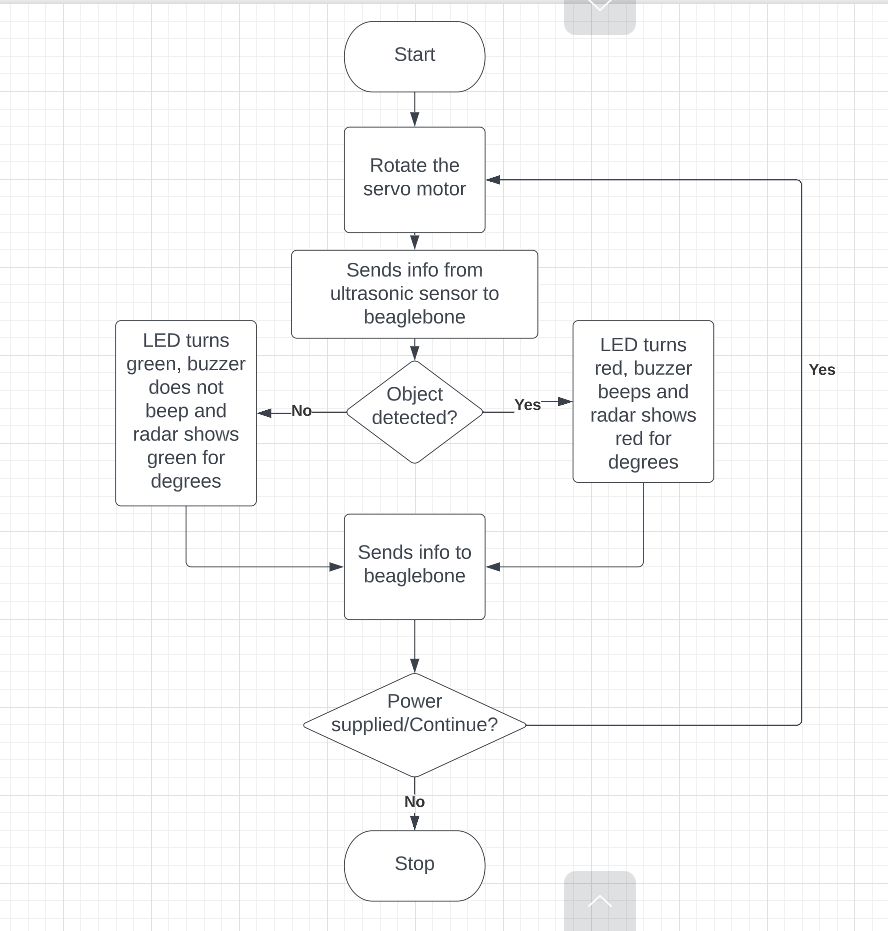 Start
Rotate the
servo motor
Sends info from
ultrasonic sensor to
beaglebone
LED turns
green, buzzer
does not
beep and
radar shows
green for
degrees
No
Object
detected?
Yes
LED turns
red, buzzer
beeps and
radar shows
red for
degrees
Yes
Sends info to
beaglebone
Power
supplied/Continue?
No
Stop